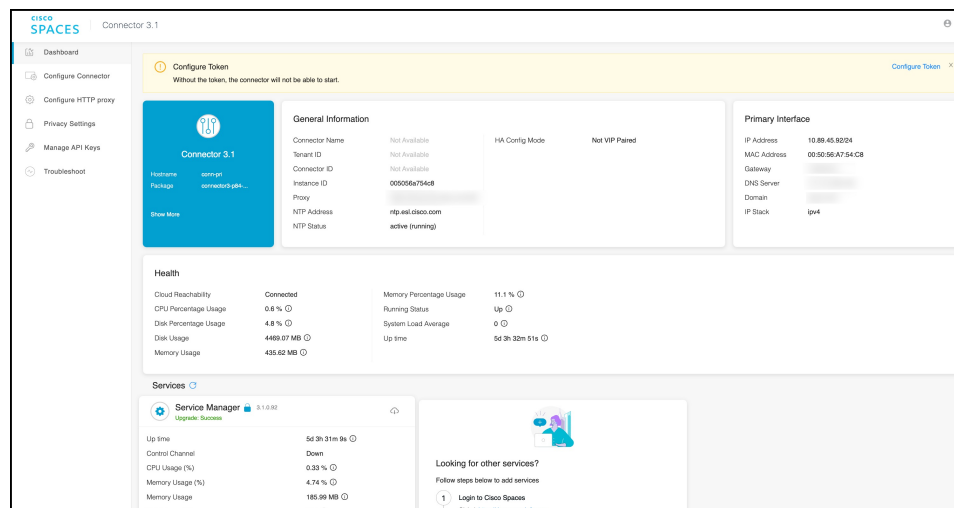 CISCO
SPACES
Connector 3.1
Dashboard
Configure Connector
Configure HTTP proxy
Privacy Settings
Manage API Keys
Troubleshoot
Configure Token
Without the token, the connector will not be able to start.
Configure Token ×
Connector 3.1
Hostname conn-pri
Package connector3-p84-...
Show More
General Information
Connector Name Not Available
Tenant ID Not Available
Connector ID Not Available
Instance ID 005056a754c8
Proxy
NTP Address ntp.esl.cisco.com
NTP Status active (running)
HA Config Mode Not VIP Paired
Primary Interface
IP Address 10.89.45.92/24
MAC Address 00:50:56:A7:54:C8
Gateway
DNS Server
Domain
IP Stack ipv4
Health
Cloud Reachability Connected
CPU Percentage Usage 0.6 %
Disk Percentage Usage 4.8 %
Disk Usage 4469.07 MB
Memory Usage 435.62 MB
Memory Percentage Usage 11.1 %
Running Status Up
System Load Average 0
Up time 5d 3h 32m 51s
Services
Service Manager 3.1.0.92
Upgrade: Success
Up time 5d 3h 31m 9s
Control Channel Down
CPU Usage (%) 0.33 %
Memory Usage (%) 4.74 %
Memory Usage 185.99 MB
Looking for other services?
Follow steps below to add services
1 Login to Cisco Spaces